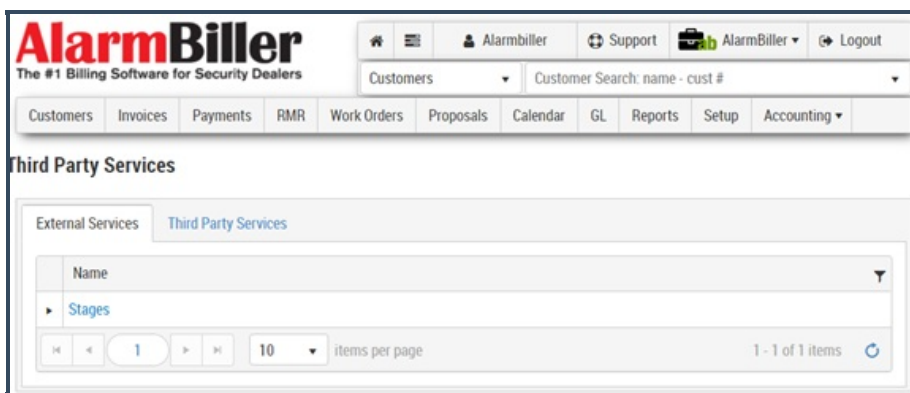 AlarmBiller
The #1 Billing Software for Security Dealers
Alarmbiller Support ab AlarmBiller Logout
Customers Customer Search: name - cust #
Customers Invoices Payments RMR Work Orders Proposals Calendar GL Reports Setup Accounting
Third Party Services
External Services Third Party Services
Name
Stages
1 10 items per page 1 - 1 of 1 items